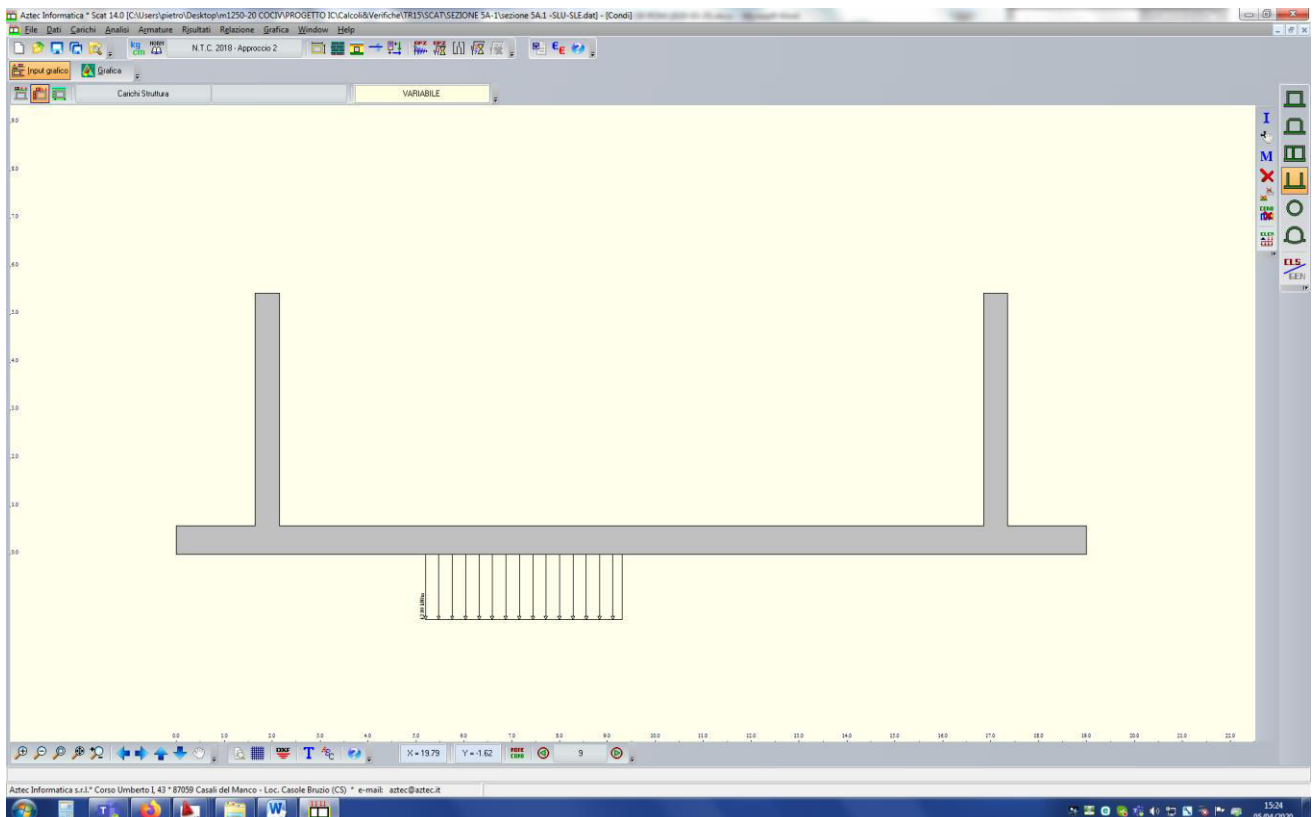 Aztec Informatica * Scat 14.0 [C:\Users\pietro\Desktop\m1250-20 COCIV\PROGETTO IC\Calcoli&Verifiche\TR15\SCAT\SEZIONE 5A-1\sezione 5A.1 -SLU-SLE.dat] - [Condi]
File Dati Carichi Analisi Armature Risultati Relazione Grafica Window Help
N.T.C. 2018 - Approccio 2
Input grafico Grafica
Carichi Struttura VARIABILE
I
M
CLS
GEN
0.0 1.0 2.0 3.0 4.0 5.0 6.0 7.0 8.0 9.0 10.0 11.0 12.0 13.0 14.0 15.0 16.0 17.0 18.0 19.0 20.0 21.0 22.0
X = 19.79 Y = -1.62 9
Aztec Informatica s.r.l.* Corso Umberto I, 43 * 87059 Casali del Manco - Loc. Casole Bruzio (CS) * e-mail: aztec@aztec.it
15:24
05/04/2020